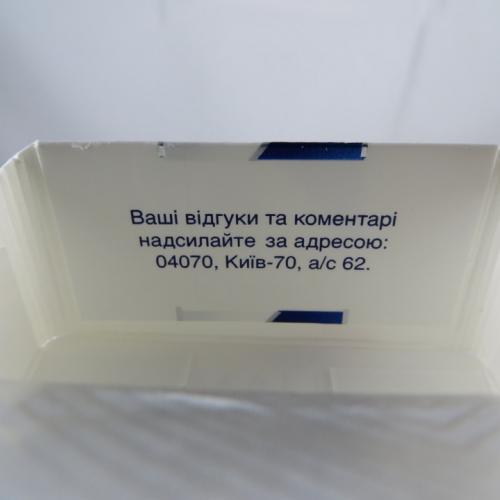 Ваші відгуки та коментарі
надсилайте за адресою:
04070, Київ-70, а/с 62.